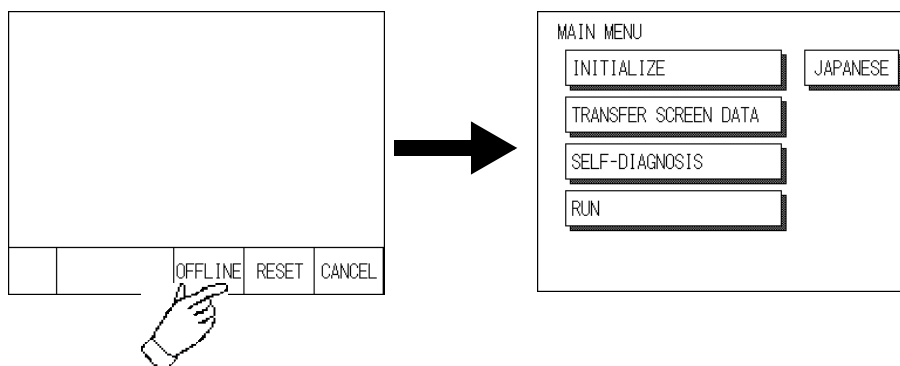 OFFLINE RESET CANCEL
MAIN MENU
INITIALIZE JAPANESE
TRANSFER SCREEN DATA
SELF-DIAGNOSIS
RUN